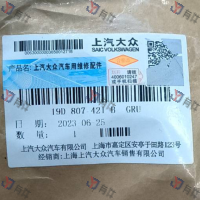 上汽大众
SAIC VOLKSWAGEN
产品名: 上汽大众汽车用维修配件
19D 807 421 B GRU
日期: 2023-06-25
数量: 1
上汽大众汽车有限公司 上海市嘉定区安亭于田路123号
经销商:上海上汽大众汽车销售有限公司